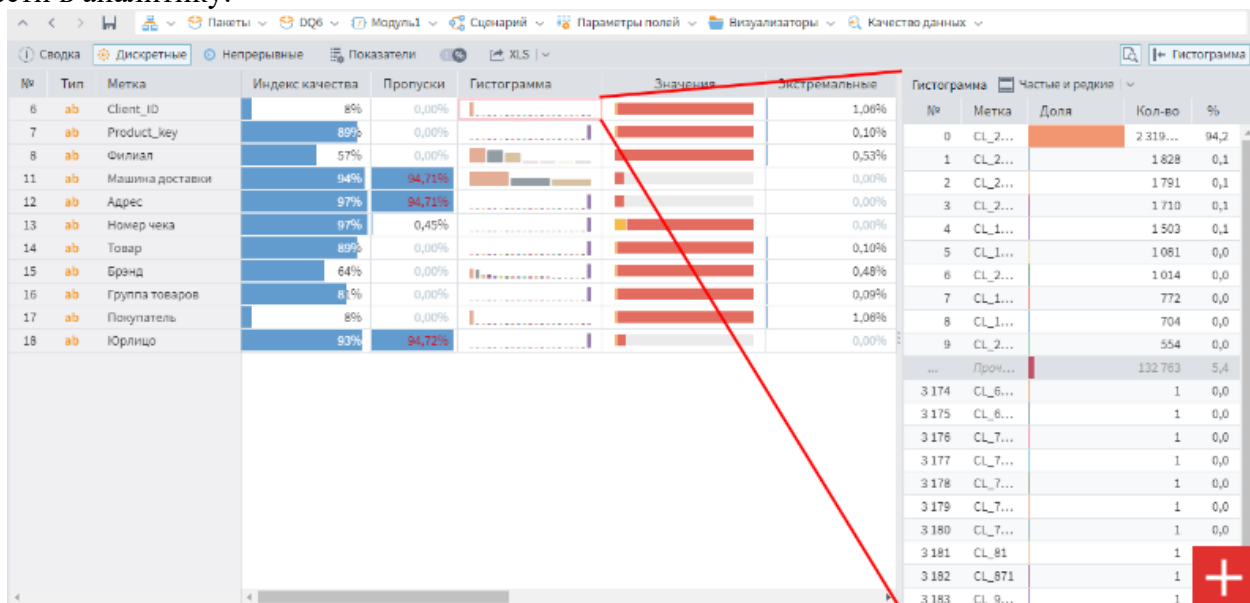 сти в аналитику.
Пакеты DQ6 Модуль1 Сценарий Параметры полей Визуализаторы Качество данных
Сводка Дискретные Непрерывные Показатели % XLS Гистограмма
№ Тип Метка Индекс качества Пропуски Гистограмма Значения Экстремальные
6 ab Client_ID 8% 0,00% 1,06%
7 ab Product_key 89% 0,00% 0,10%
8 ab Филиал 57% 0,00% 0,53%
11 ab Машина доставки 94% 94,71% 0,00%
12 ab Адрес 97% 94,71% 0,00%
13 ab Номер чека 97% 0,45% 0,00%
14 ab Товар 89% 0,00% 0,10%
15 ab Брэнд 64% 0,00% 0,48%
16 ab Группа товаров 81% 0,00% 0,09%
17 ab Покупатель 8% 0,00% 1,06%
18 ab Юрлицо 93% 94,72% 0,00%
Гистограмма Частые и редкие
№ Метка Доля Кол-во %
0 CL_2... 2 319... 94,2
1 CL_2... 1 828 0,1
2 CL_2... 1 791 0,1
3 CL_2... 1 710 0,1
4 CL_1... 1 503 0,1
5 CL_1... 1 081 0,0
6 CL_2... 1 014 0,0
7 CL_1... 772 0,0
8 CL_1... 704 0,0
9 CL_2... 554 0,0
... Проч... 132 763 5,4
3 174 CL_6... 1 0,0
3 175 CL_6... 1 0,0
3 176 CL_7... 1 0,0
3 177 CL_7... 1 0,0
3 178 CL_7... 1 0,0
3 179 CL_7... 1 0,0
3 180 CL_7... 1 0,0
3 181 CL_81 1
3 182 CL_871 1
3 183 CL_9... 1